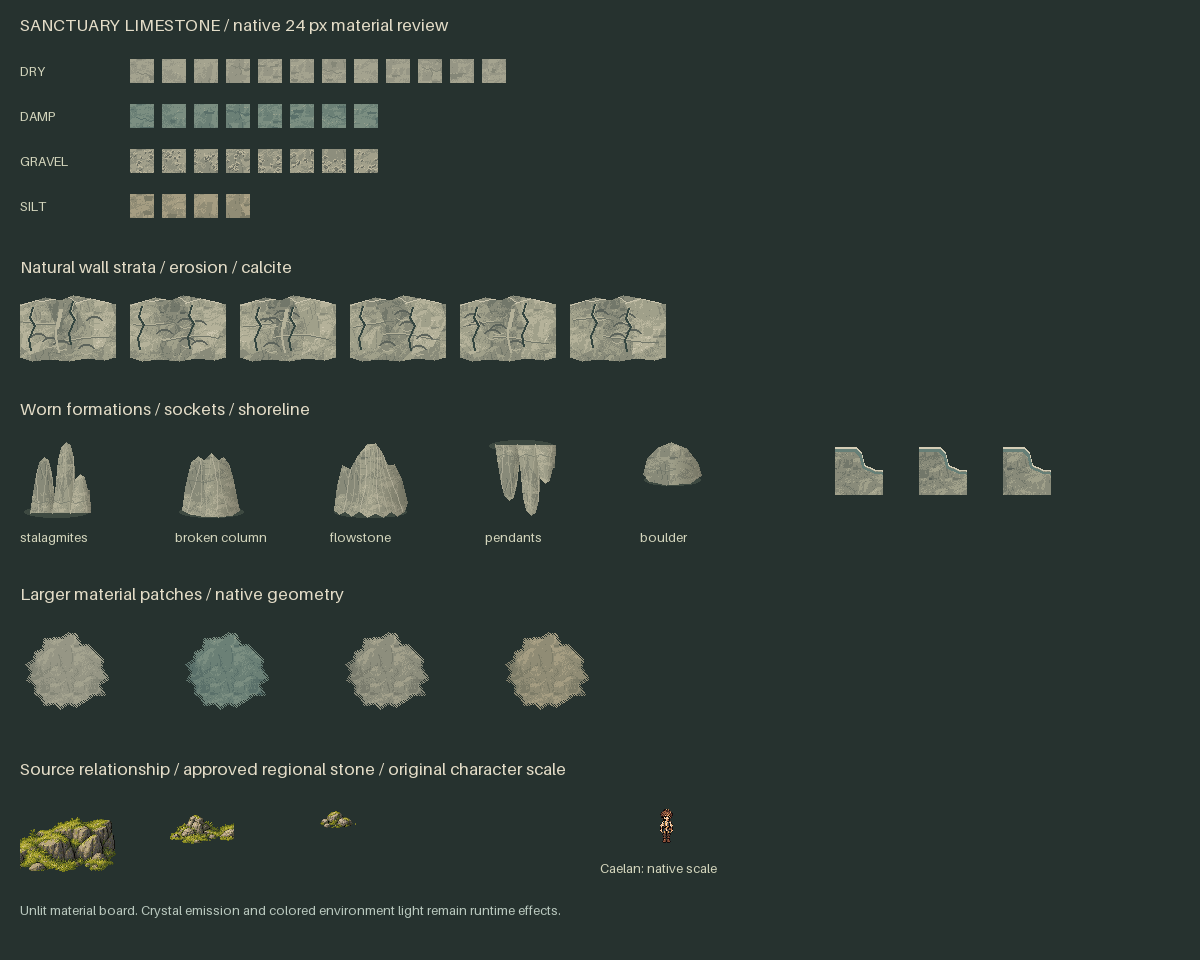 SANCTUARY LIMESTONE / native 24 px material review
DRY
DAMP
GRAVEL
SILT
Natural wall strata / erosion / calcite
Worn formations / sockets / shoreline
stalagmites
broken column
flowstone
pendants
boulder
Larger material patches / native geometry
Source relationship / approved regional stone / original character scale
Caelan: native scale
Unlit material board. Crystal emission and colored environment light remain runtime effects.